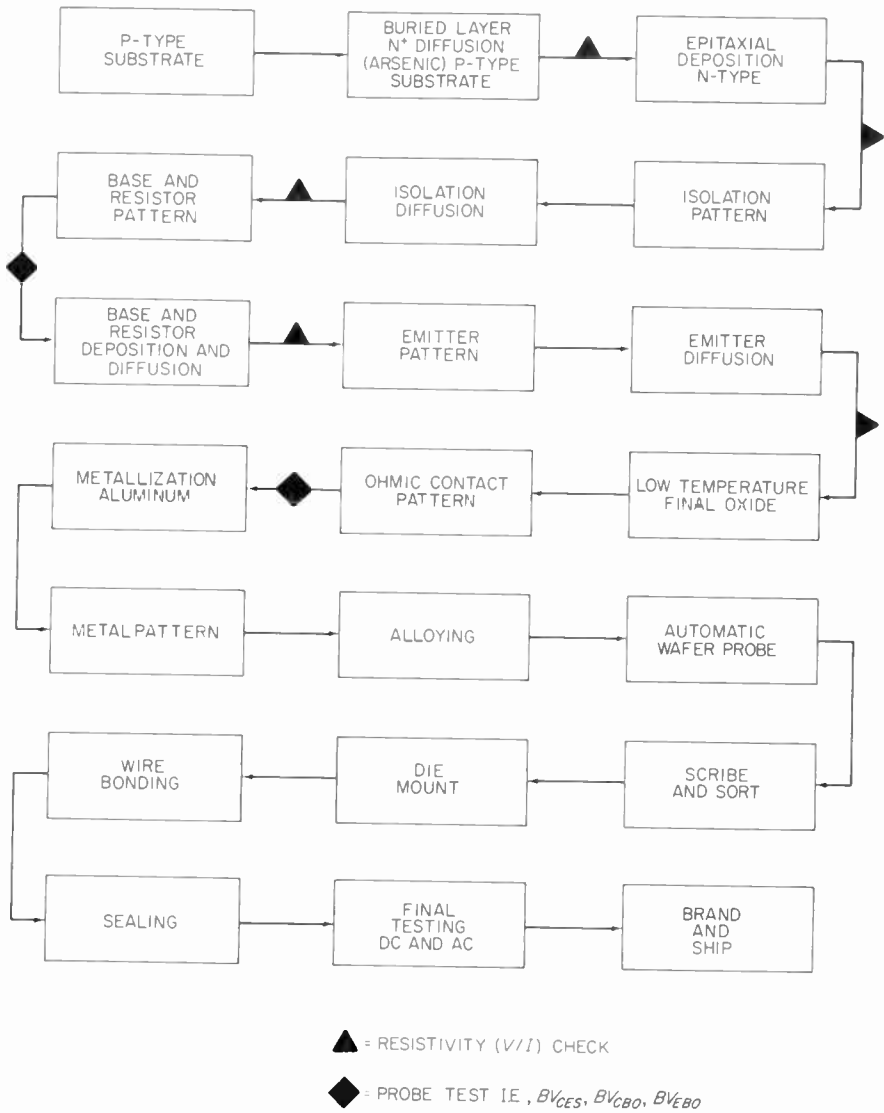 P-TYPE
SUBSTRATE
BURIED LAYER
N+ DIFFUSION
(ARSENIC) P-TYPE
SUBSTRATE
EPITAXIAL
DEPOSITION
N-TYPE
BASE AND
RESISTOR
PATTERN
ISOLATION
DIFFUSION
ISOLATION
PATTERN
BASE AND
RESISTOR
DEPOSITION AND
DIFFUSION
EMITTER
PATTERN
EMITTER
DIFFUSION
METALLIZATION
ALUMINUM
OHMIC CONTACT
PATTERN
LOW TEMPERATURE
FINAL OXIDE
METAL PATTERN
ALLOYING
AUTOMATIC
WAFER PROBE
WIRE
BONDING
DIE
MOUNT
SCRIBE
AND SORT
SEALING
FINAL
TESTING
DC AND AC
BRAND
AND
SHIP
= RESISTIVITY (V/I) CHECK
= PROBE TEST I.E., BVCES, BVCBO, BVEBO